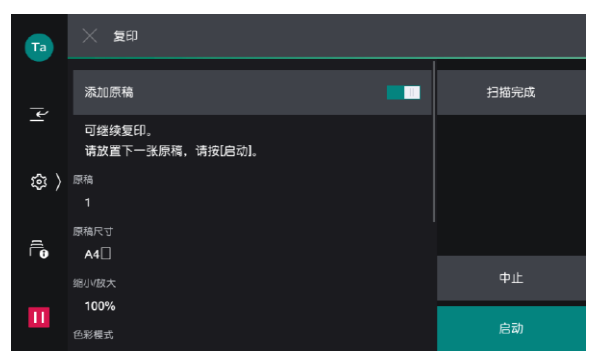 Ta
复印
添加原稿
扫描完成
可继续复印。
请放置下一张原稿，请按[启动]。
原稿
1
原稿尺寸
A4
缩小/放大
100%
中止
色彩模式
启动